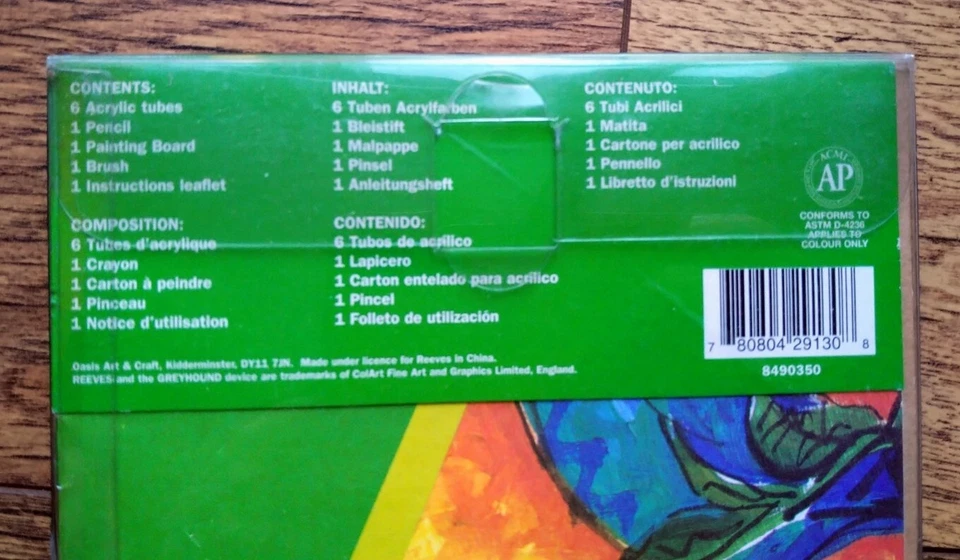 CONTENTS:
6 Acrylic tubes
1 Pencil
1 Painting Board
1 Brush
1 Instructions leaflet
INHALT:
6 Tuben Acrylfarben
1 Bleistift
1 Malpappe
1 Pinsel
1 Anleitungsheft
CONTENUTO:
6 Tubi Acrilici
1 Matita
1 Cartone per acrilico
1 Pennello
1 Libretto d'istruzioni
COMPOSITION:
6 Tubes d'acrylique
1 Crayon
1 Carton à peindre
1 Pinceau
1 Notice d'utilisation
CONTENIDO:
6 Tubos de acrílico
1 Lapicero
1 Carton entelado para acrílico
1 Pincel
1 Folleto de utilización
ACMI
AP
CONFORMS TO
ASTM D-4236
APPLIES TO
COLOUR ONLY
7 80804 29130 8
8490350
Oasis Art & Craft, Kidderminster, DY11 7JN. Made under licence for Reeves in China.
REEVES and the GREYHOUND device are trademarks of ColArt Fine Art and Graphics Limited, England.